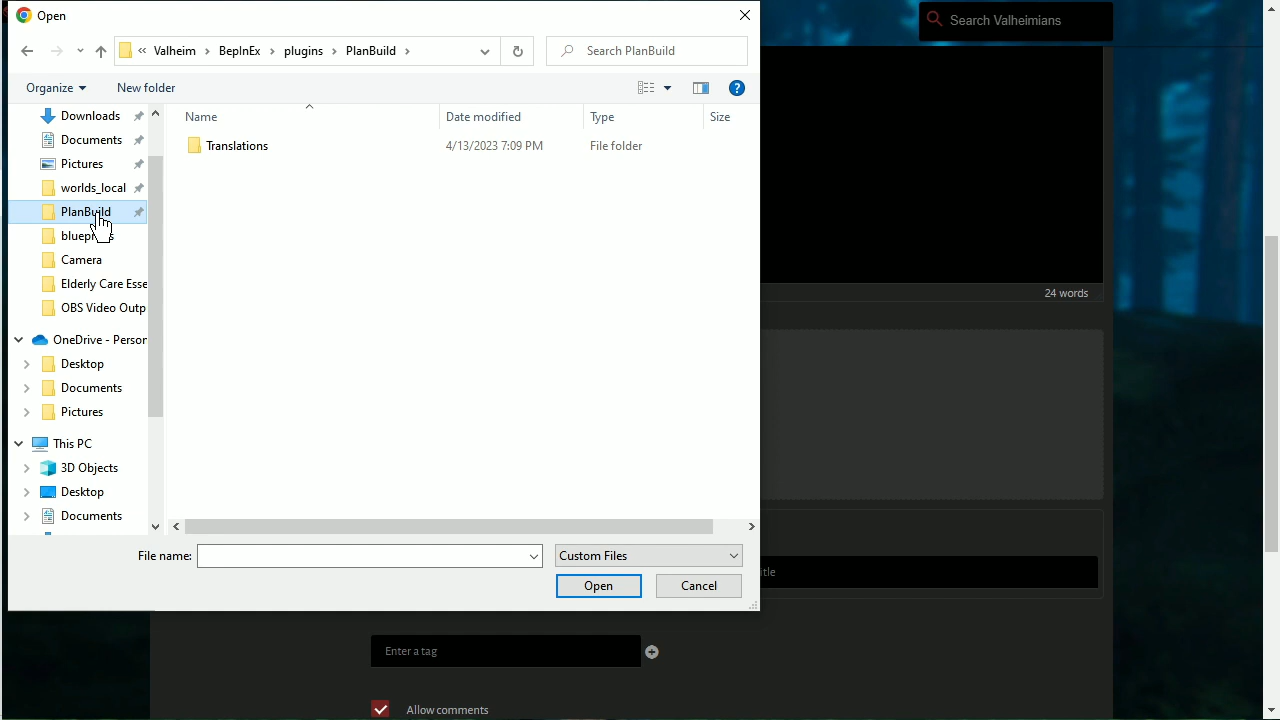 Open
Search Valheimians
« Valheim > BepInEx > plugins > PlanBuild >
Search PlanBuild
Organize
New folder
Name
Date modified
Type
Size
Downloads
Documents
Pictures
worlds_local
PlanBuild
Camera
Elderly Care Esse
OBS Video Outp
OneDrive - Person
Desktop
Documents
Pictures
This PC
3D Objects
Desktop
Documents
Translations
4/13/2023 7:09 PM
File folder
24 words
File name:
Custom Files
Open
Cancel
itle
Enter a tag
Allow comments